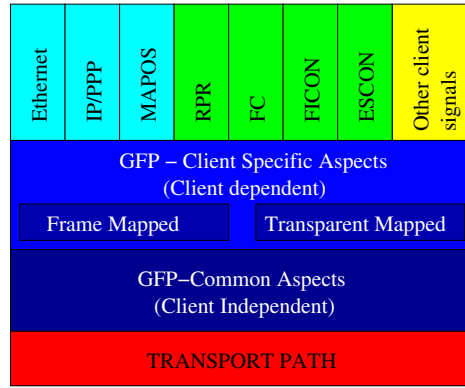 Ethernet
IP/PPP
MAPOS
RPR
FC
FICON
ESCON
Other client
signals
GFP − Client Specific Aspects
(Client dependent)
Frame Mapped
Transparent Mapped
GFP−Common Aspects
(Client Independent)
TRANSPORT PATH